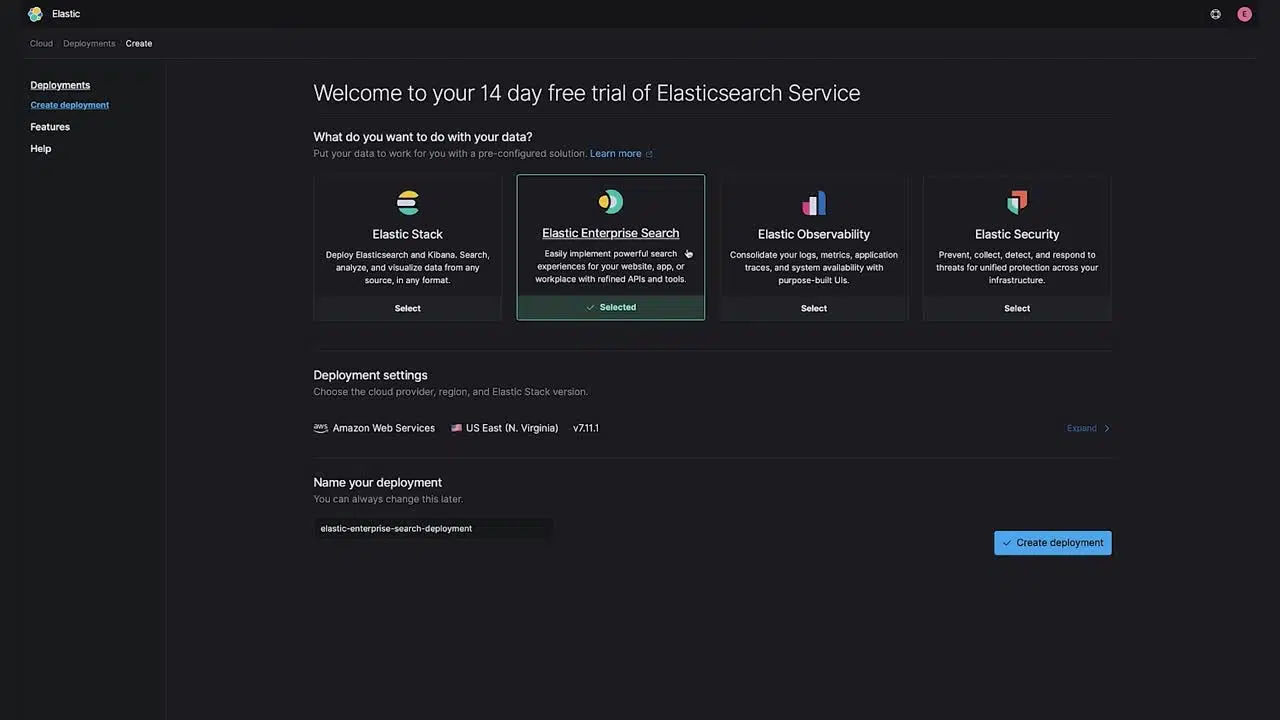 Elastic
E
Cloud Deployments Create
Deployments
Create deployment
Features
Help
Welcome to your 14 day free trial of Elasticsearch Service
What do you want to do with your data?
Put your data to work for you with a pre-configured solution. Learn more
Elastic Stack
Deploy Elasticsearch and Kibana. Search,
analyze, and visualize data from any
source, in any format.
Select
Elastic Enterprise Search
Easily implement powerful search
experiences for your website, app, or
workplace with refined APIs and tools.
Selected
Elastic Observability
Consolidate your logs, metrics, application
traces, and system availability with
purpose-built UIs.
Select
Elastic Security
Prevent, collect, detect, and respond to
threats for unified protection across your
infrastructure.
Select
Deployment settings
Choose the cloud provider, region, and Elastic Stack version.
aws Amazon Web Services US East (N. Virginia) v7.11.1
Expand
Name your deployment
You can always change this later.
elastic-enterprise-search-deployment
Create deployment